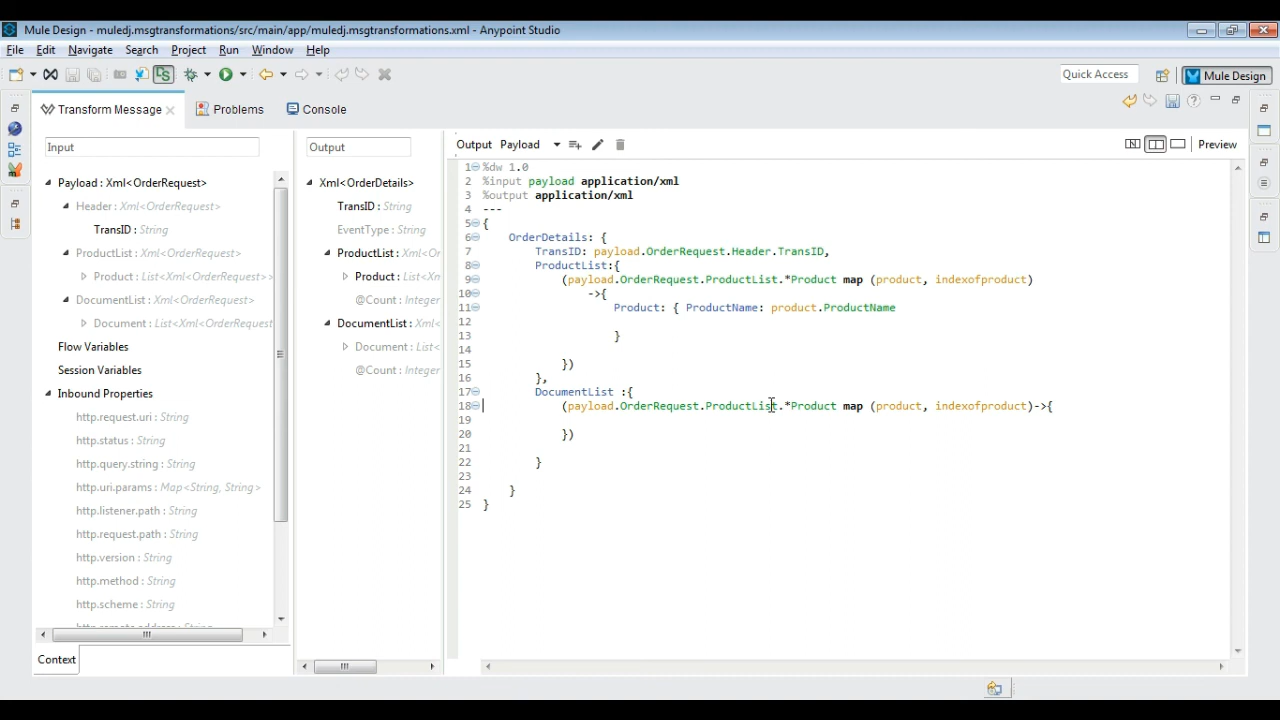 Mule Design - muledj.msgtransformations/src/main/app/muledj.msgtransformations.xml - Anypoint Studio
File Edit Navigate Search Project Run Window Help
Quick Access
Mule Design
Transform Message
Problems
Console
Input
Payload : Xml<OrderRequest>
Header : Xml<OrderRequest>
TransID : String
ProductList : Xml<OrderRequest>
Product : List<Xml<OrderRequest>>
DocumentList : Xml<OrderRequest>
Document : List<Xml<OrderRequest
Flow Variables
Session Variables
Inbound Properties
http.request.uri : String
http.status : String
http.query.string : String
http.uri.params : Map<String, String>
http.listener.path : String
http.request.path : String
http.version : String
http.method : String
http.scheme : String
http.remote.address : String
Context
Output
Xml<OrderDetails>
TransID : String
EventType : String
ProductList : Xml<Or
Product : List<Xm
@Count : Integer
DocumentList : Xml<
Document : List<
@Count : Integer
Output Payload
Preview
1 %dw 1.0
2 %input payload application/xml
3 %output application/xml
4 ---
5 {
6 OrderDetails: {
7 TransID: payload.OrderRequest.Header.TransID,
8 ProductList:{
9 (payload.OrderRequest.ProductList.*Product map (product, indexofproduct)
10 ->{
11 Product: { ProductName: product.ProductName
12
13 }
14
15 })
16 },
17 DocumentList :{
18 (payload.OrderRequest.ProductList.*Product map (product, indexofproduct)->{
19
20 })
21
22 }
23
24 }
25 }